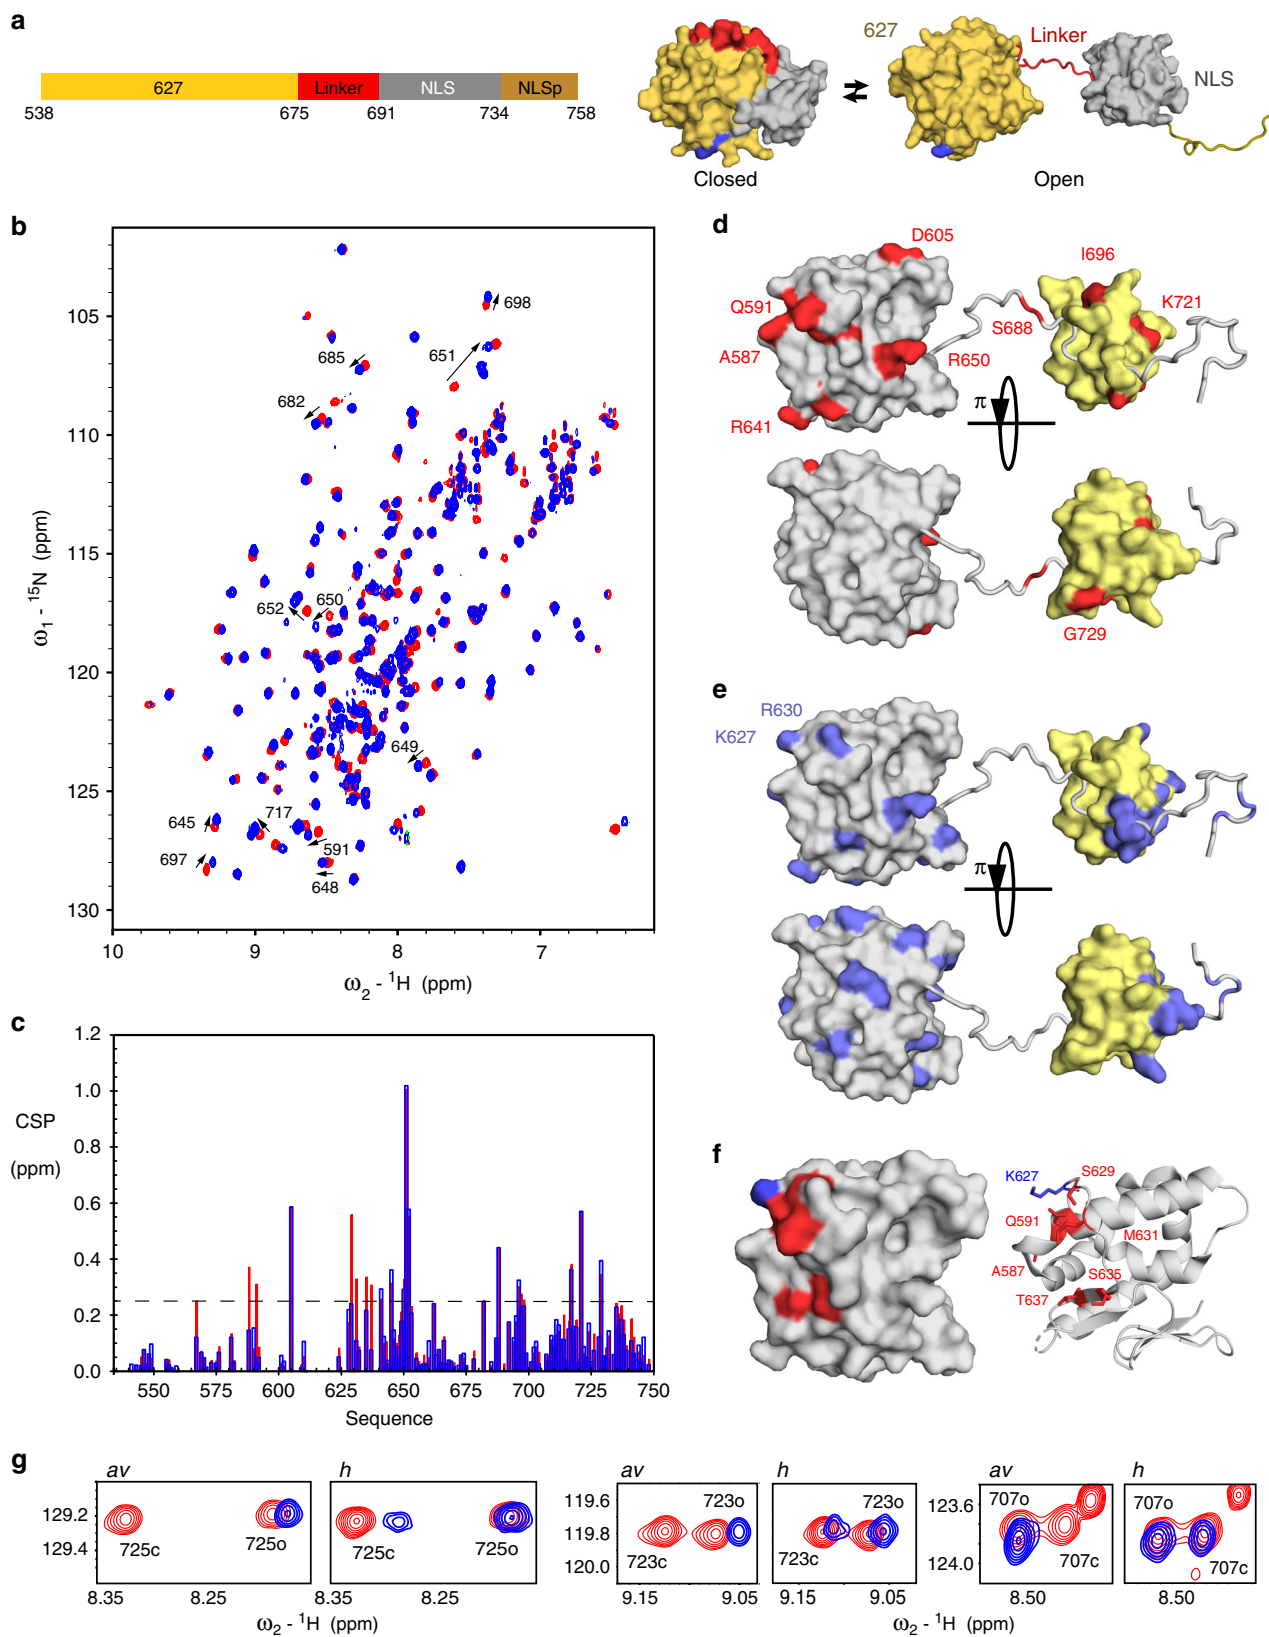 a
627 Linker NLS NLSp
538 675 691 734 758
627 Linker NLS
Closed Open
b
105
110
115
120
125
130
10 9 8 7
ω1 - 15N (ppm)
ω2 - 1H (ppm)
698
651
685
682
652
650
649
645
717
697
591
648
c
1.2
1.0
0.8
0.6
0.4
0.2
0.0
CSP
(ppm)
550 575 600 625 650 675 700 725 750
Sequence
d
D605
I696
Q591
K721
S688
A587
R650
R641
π
G729
e
R630
K627
π
f
K627
S629
Q591
M631
A587
S635
T637
g
av h av h av h
129.2
129.4
725c 725o 725c 725o
8.35 8.25 8.35 8.25
ω2 - 1H (ppm)
119.6
119.8
120.0
723o 723o
723c 723c
9.15 9.05 9.15 9.05
123.6
124.0
707o 707o
707c 707c
8.50 8.50
ω2 - 1H (ppm)